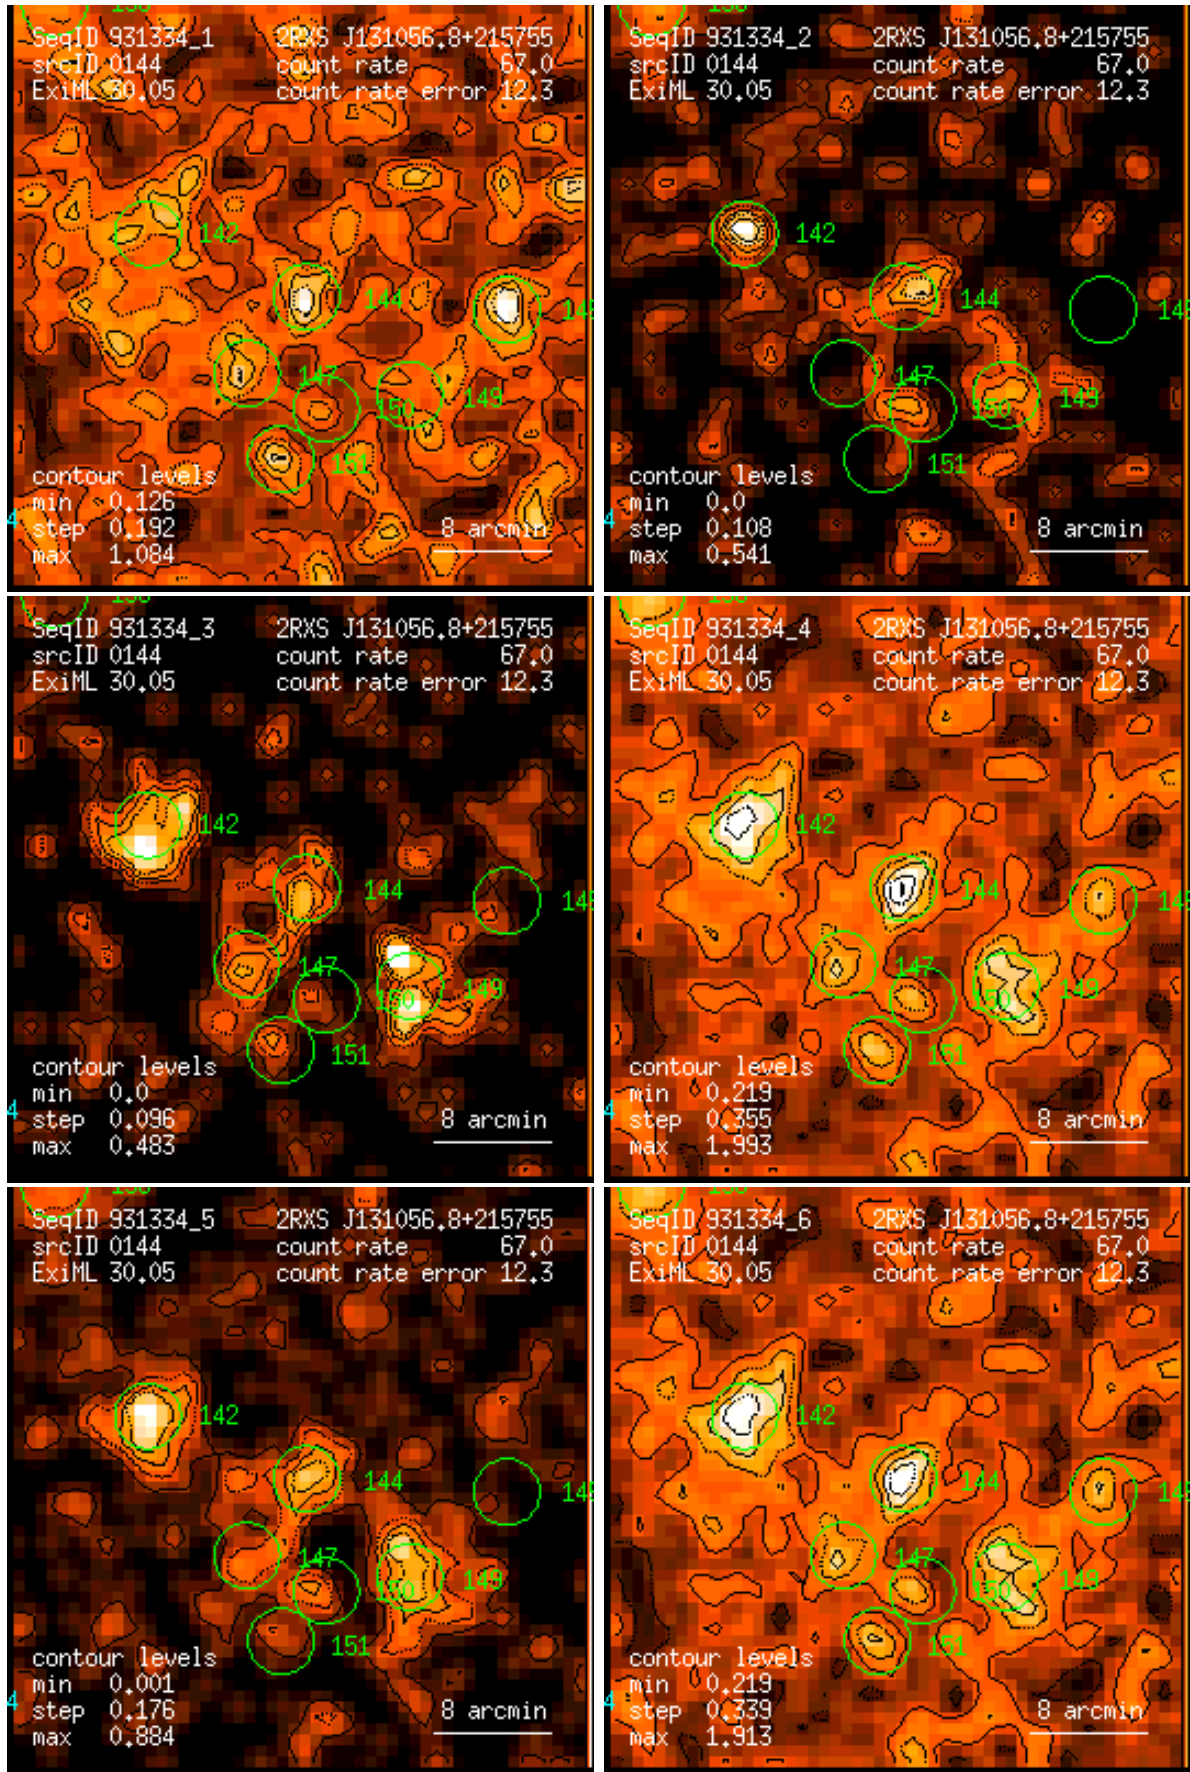 SeqID 931334_1 2RXS J131056.8+215755
srcID 0144 count rate 67.0
ExiML 30.05 count rate error 12.3
142
144
147
150
149
151
contour levels
min 0.126
step 0.192
max 1.084
8 arcmin
SeqID 931334_2 2RXS J131056.8+215755
srcID 0144 count rate 67.0
ExiML 30.05 count rate error 12.3
142
144
147
150
149
151
contour levels
min 0.0
4 step 0.108
max 0.541
8 arcmin
SeqID 931334_3 2RXS J131056.8+215755
srcID 0144 count rate 67.0
ExiML 30.05 count rate error 12.3
142
144
147
150
149
151
contour levels
min 0.0
4 step 0.096
max 0.483
8 arcmin
SeqID 931334_4 2RXS J131056.8+215755
srcID 0144 count rate 67.0
ExiML 30.05 count rate error 12.3
142
144
147
150
149
151
contour levels
min 0.219
4 step 0.355
max 1.993
8 arcmin
SeqID 931334_5 2RXS J131056.8+215755
srcID 0144 count rate 67.0
ExiML 30.05 count rate error 12.3
142
144
147
150
149
151
contour levels
min 0.001
4 step 0.176
max 0.884
8 arcmin
SeqID 931334_6 2RXS J131056.8+215755
srcID 0144 count rate 67.0
ExiML 30.05 count rate error 12.3
142
144
147
150
149
151
contour levels
min 0.219
4 step 0.339
max 1.913
8 arcmin